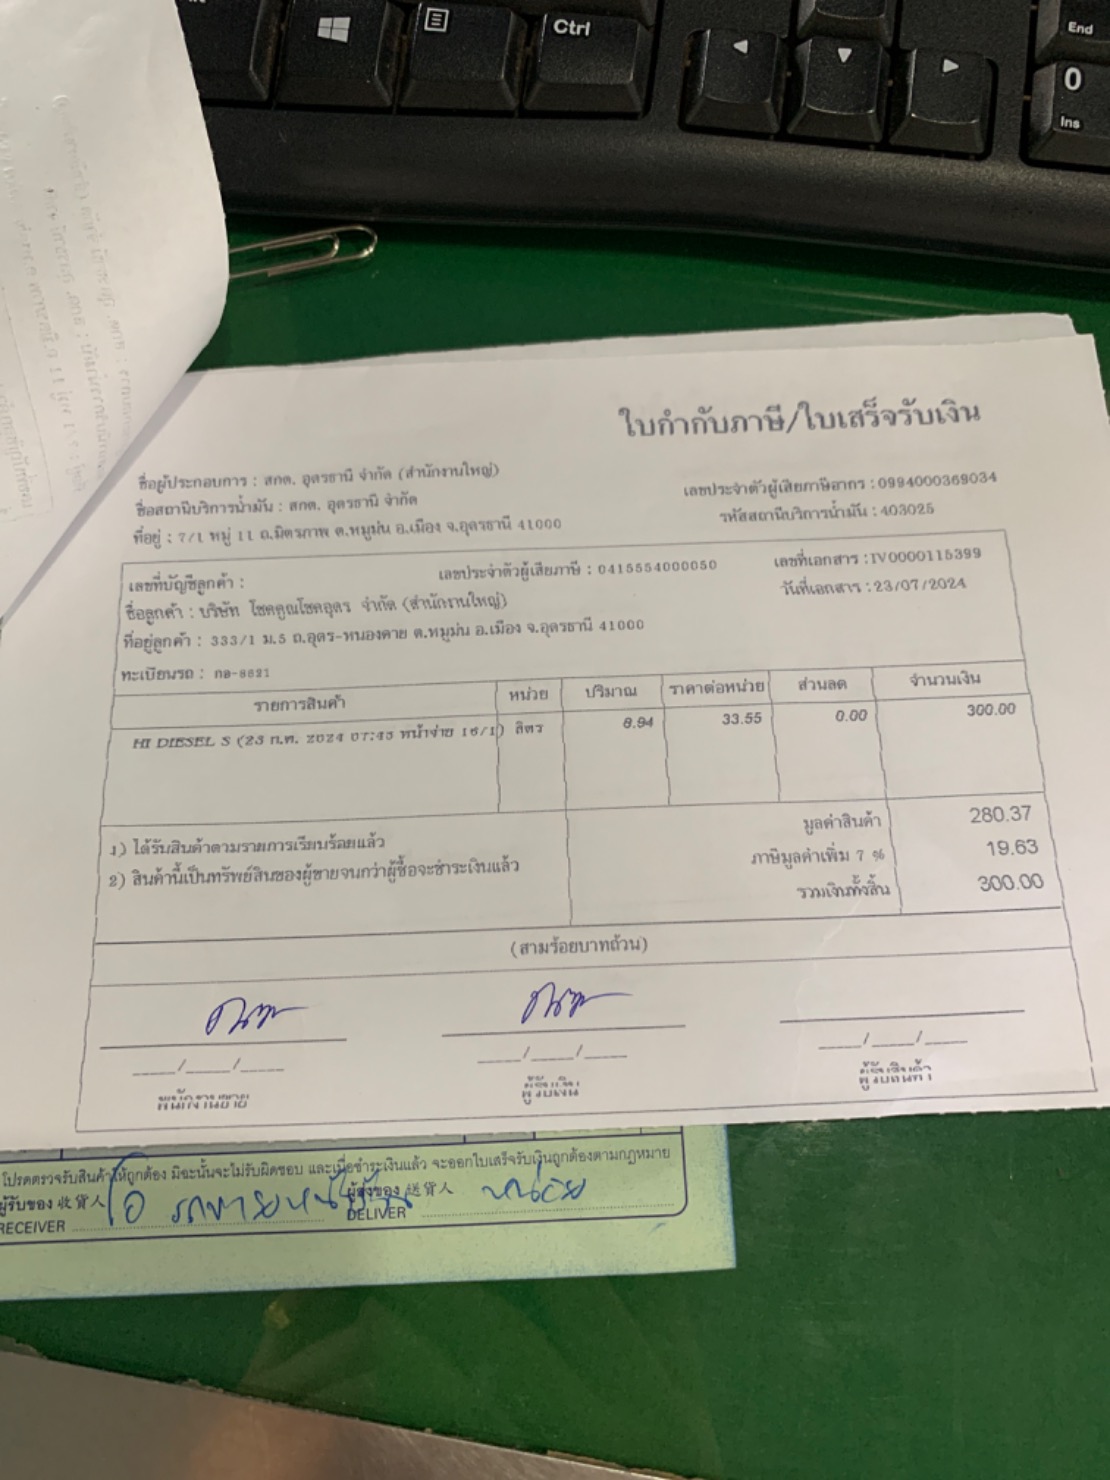 Ctrl
End
0
Ins
ใบกำกับภาษี/ใบเสร็จรับเงิน
ชื่อผู้ประกอบการ : สกต. อุดรธานี จำกัด (สำนักงานใหญ่)
เลขประจำตัวผู้เสียภาษีอากร : 0994000369034
ชื่อสถานีบริการน้ำมัน : สกต. อุดรธานี จำกัด
รหัสสถานีบริการน้ำมัน : 403025
ที่อยู่ : 7/1 หมู่ 11 ถ.มิตรภาพ ต.หมูม่น อ.เมือง จ.อุดรธานี 41000
เลขที่บัญชีลูกค้า :
เลขประจำตัวผู้เสียภาษี : 0415554000050
เลขที่เอกสาร : IV0000115399
ชื่อลูกค้า : บริษัท โชคคูณโชคอุดร จำกัด (สำนักงานใหญ่)
วันที่เอกสาร : 23/07/2024
ที่อยู่ลูกค้า : 333/1 ม.5 ถ.อุดร-หนองคาย ต.หมูม่น อ.เมือง จ.อุดรธานี 41000
ทะเบียนรถ :
รายการสินค้า หน่วย ปริมาณ ราคาต่อหน่วย ส่วนลด จำนวนเงิน
HI DIESEL S (23 ก.ค. 2024 07:43 หน้าจ่าย 16/1) ลิตร 8.94 33.55 0.00 300.00
1) ได้รับสินค้าตามรายการเรียบร้อยแล้ว
มูลค่าสินค้า 280.37
2) สินค้านี้เป็นทรัพย์สินของผู้ขายจนกว่าผู้ซื้อจะชำระเงินแล้ว
ภาษีมูลค่าเพิ่ม 7 % 19.63
รวมเงินทั้งสิ้น 300.00
(สามร้อยบาทถ้วน)
____/____/____ ____/____/____ ____/____/____
พนักงานขาย ผู้รับเงิน ผู้รับสินค้า
โปรดตรวจรับสินค้าให้ถูกต้อง มิฉะนั้นจะไม่รับผิดชอบ และเมื่อชำระเงินแล้ว จะออกใบเสร็จรับเงินถูกต้องตามกฎหมาย
ผู้รับของ 收貨人 ผู้ส่งของ 送貨人 หน่อย
RECEIVER DELIVER